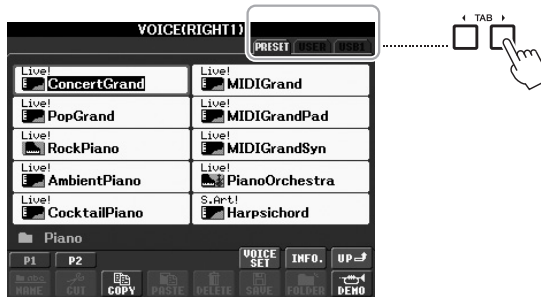 VOICE(RIGHT1)
PRESET USER USB1
TAB
Live! Live!
ConcertGrand MIDIGrand
Live! Live!
PopGrand MIDIGrandPad
Live! Live!
RockPiano MIDIGrandSyn
Live! Live!
AmbientPiano PianoOrchestra
Live! S.Art!
CocktailPiano Harpsichord
Piano
P1 P2 VOICE SET INFO. UP
NAME CUT COPY PASTE DELETE SAVE FOLDER DEMO